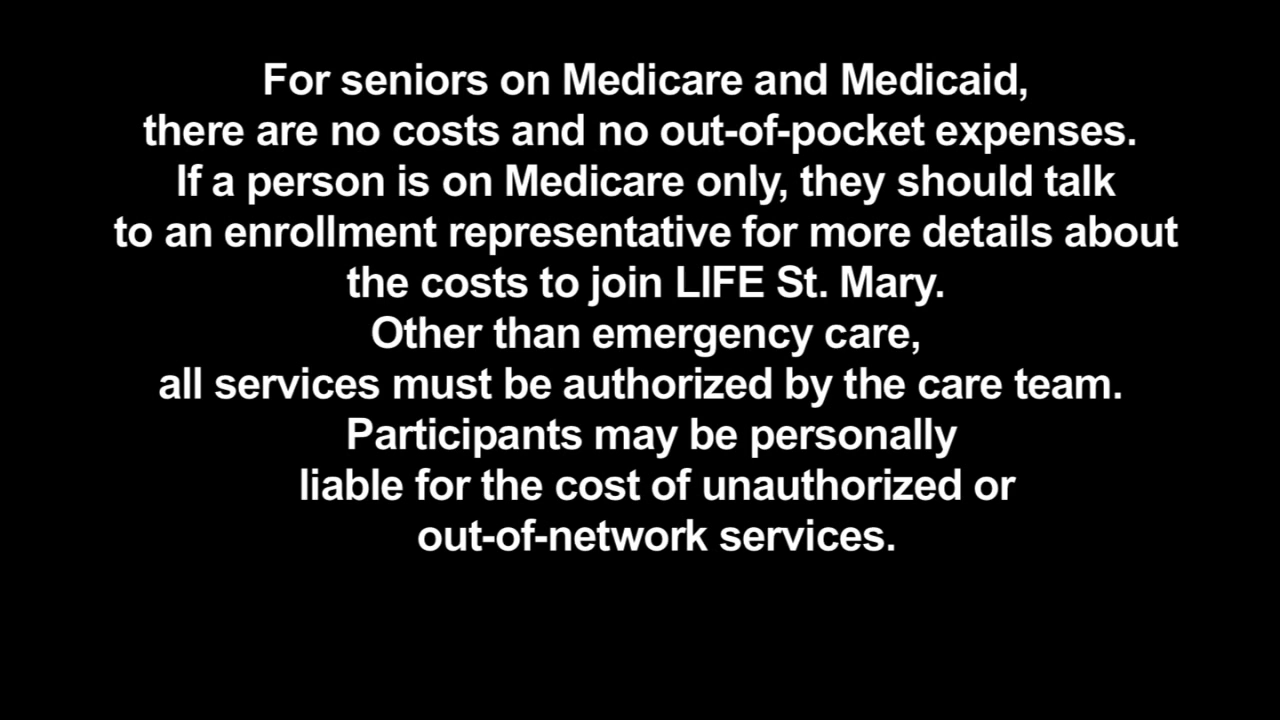 For seniors on Medicare and Medicaid,
there are no costs and no out-of-pocket expenses.
If a person is on Medicare only, they should talk
to an enrollment representative for more details about
the costs to join LIFE St. Mary.
Other than emergency care,
all services must be authorized by the care team.
Participants may be personally
liable for the cost of unauthorized or
out-of-network services.